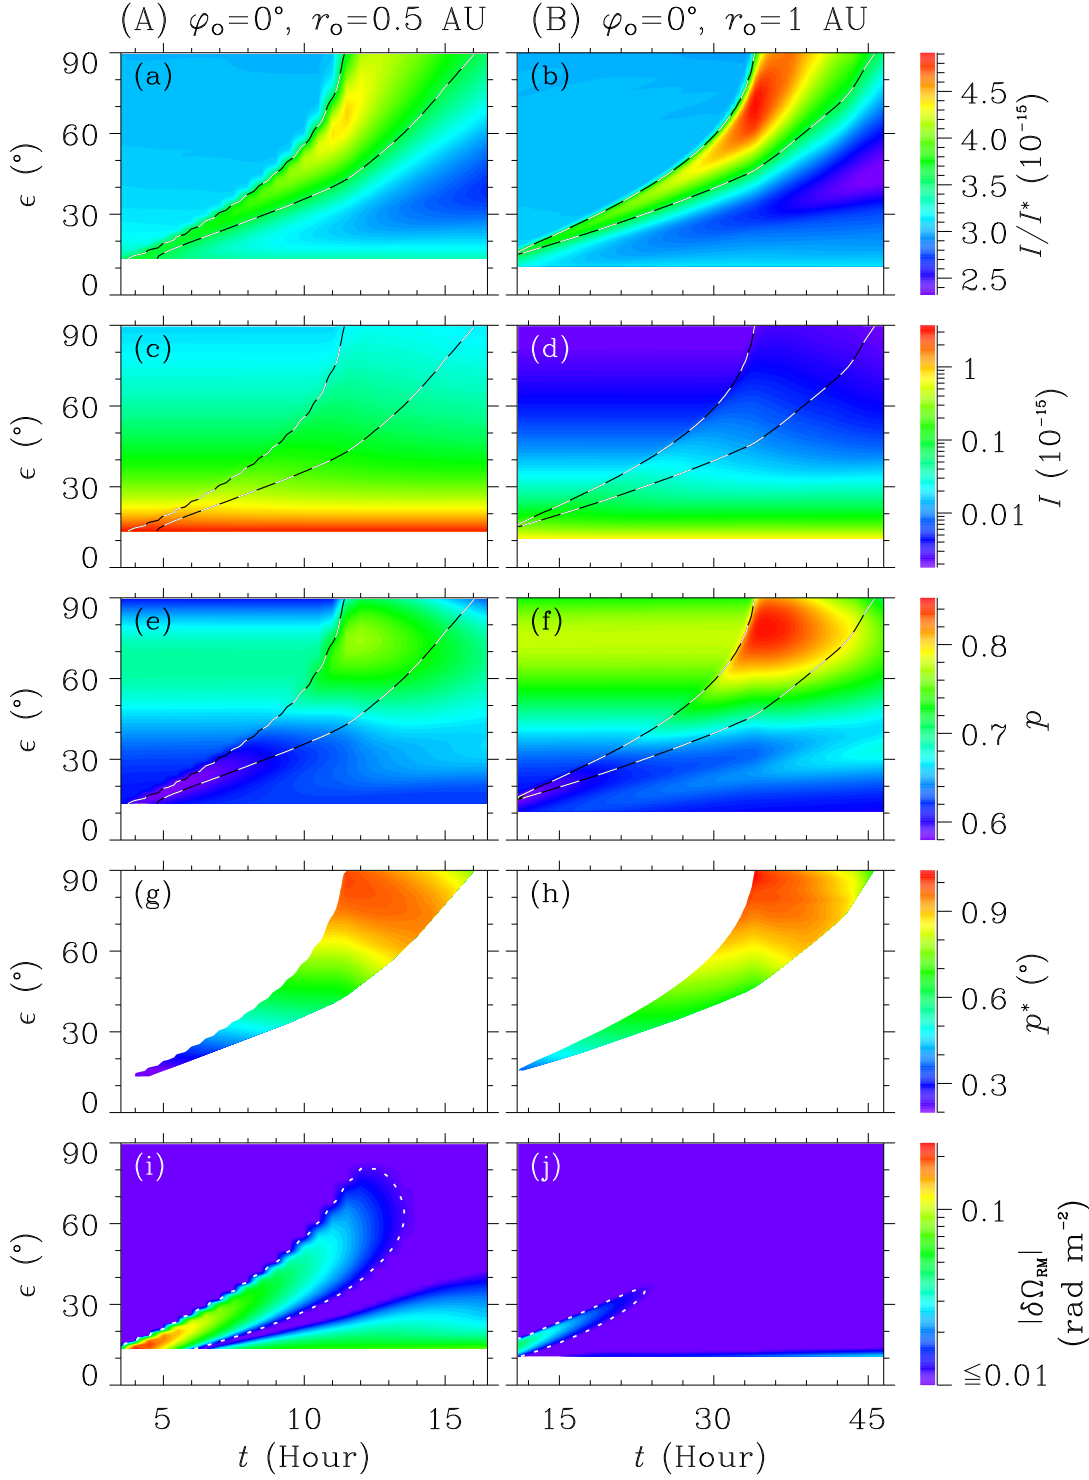 (A) φₒ=0°, rₒ=0.5 AU
(B) φₒ=0°, rₒ=1 AU
90
60
30
0
ϵ (°)
(a)
(b)
4.5
4.0
3.5
3.0
2.5
I/I* (10⁻¹⁵)
90
60
30
0
ϵ (°)
(c)
(d)
1
0.1
0.01
I (10⁻¹⁵)
90
60
30
0
ϵ (°)
(e)
(f)
0.8
0.7
0.6
p
90
60
30
0
ϵ (°)
(g)
(h)
0.9
0.6
0.3
p* (°)
90
60
30
0
ϵ (°)
(i)
(j)
0.1
≦0.01
|δΩ_RM|
(rad m⁻²)
5 10 15
15 30 45
t (Hour)
t (Hour)